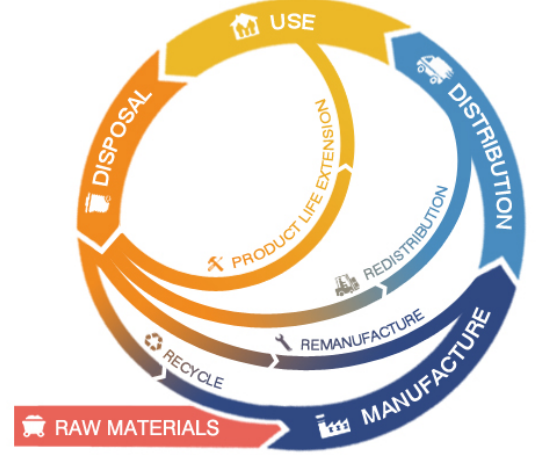 USE
DISTRIBUTION
DISPOSAL
PRODUCT LIFE EXTENSION
REDISTRIBUTION
REMANUFACTURE
RECYCLE
MANUFACTURE
RAW MATERIALS